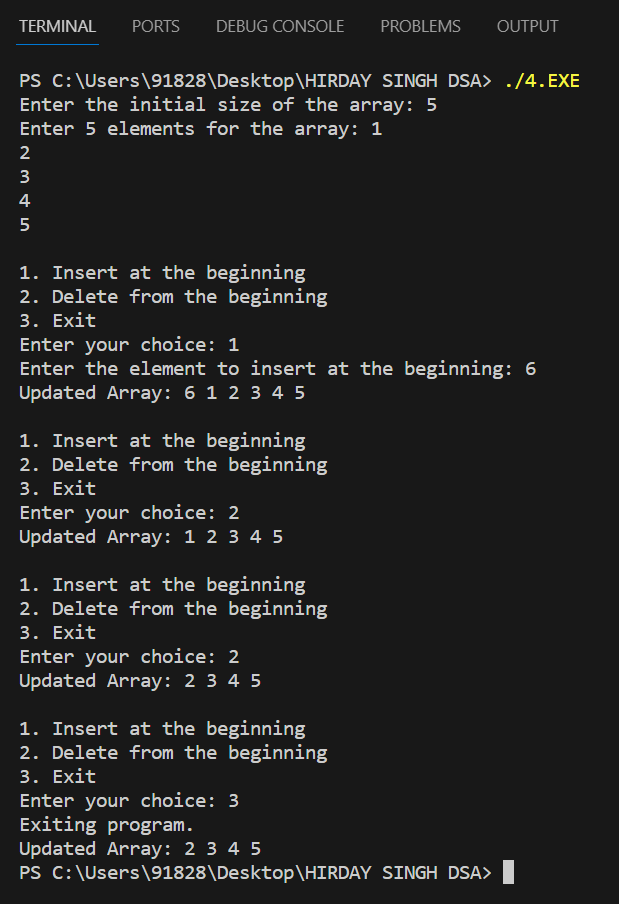 TERMINAL PORTS DEBUG CONSOLE PROBLEMS OUTPUT
PS C:\Users\91828\Desktop\HIRDAY SINGH DSA> ./4.EXE
Enter the initial size of the array: 5
Enter 5 elements for the array: 1
2
3
4
5
1. Insert at the beginning
2. Delete from the beginning
3. Exit
Enter your choice: 1
Enter the element to insert at the beginning: 6
Updated Array: 6 1 2 3 4 5
1. Insert at the beginning
2. Delete from the beginning
3. Exit
Enter your choice: 2
Updated Array: 1 2 3 4 5
1. Insert at the beginning
2. Delete from the beginning
3. Exit
Enter your choice: 2
Updated Array: 2 3 4 5
1. Insert at the beginning
2. Delete from the beginning
3. Exit
Enter your choice: 3
Exiting program.
Updated Array: 2 3 4 5
PS C:\Users\91828\Desktop\HIRDAY SINGH DSA>